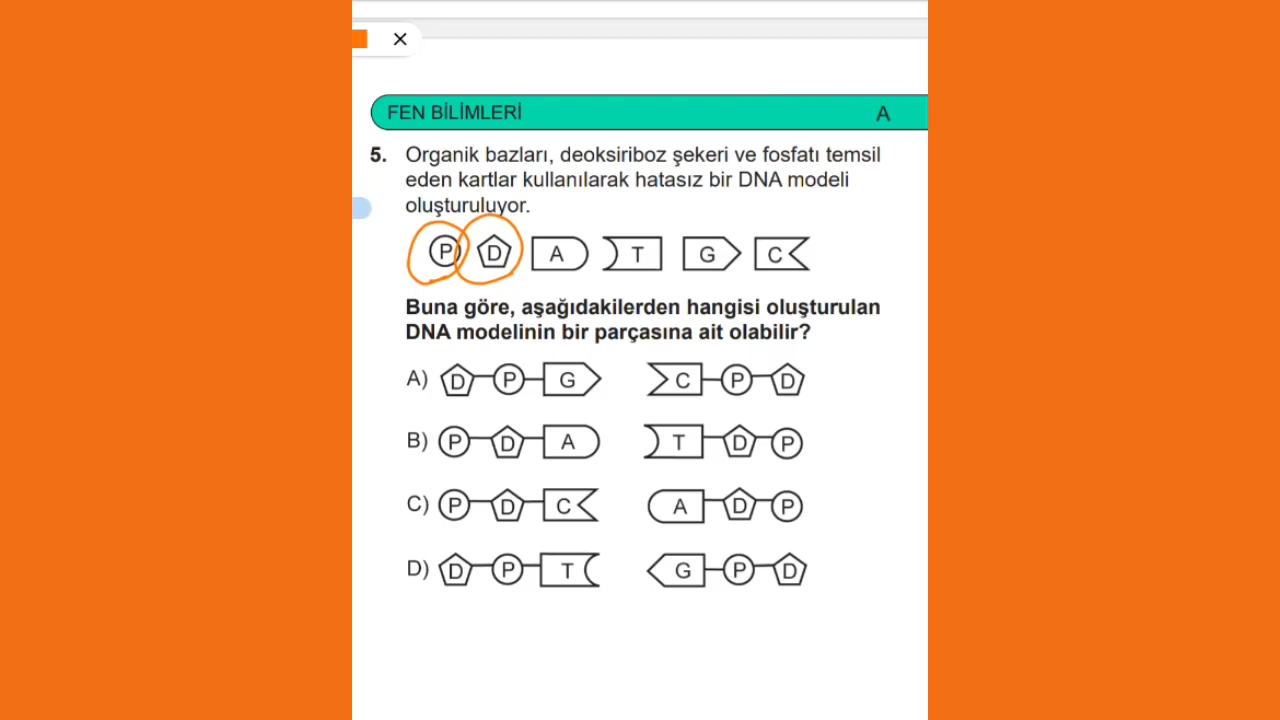 FEN BİLİMLERİ A
5. Organik bazları, deoksiriboz şekeri ve fosfatı temsil
eden kartlar kullanılarak hatasız bir DNA modeli
oluşturuluyor.
P D A T G C
Buna göre, aşağıdakilerden hangisi oluşturulan
DNA modelinin bir parçasına ait olabilir?
A) D P G C P D
B) P D A T D P
C) P D C A D P
D) D P T G P D